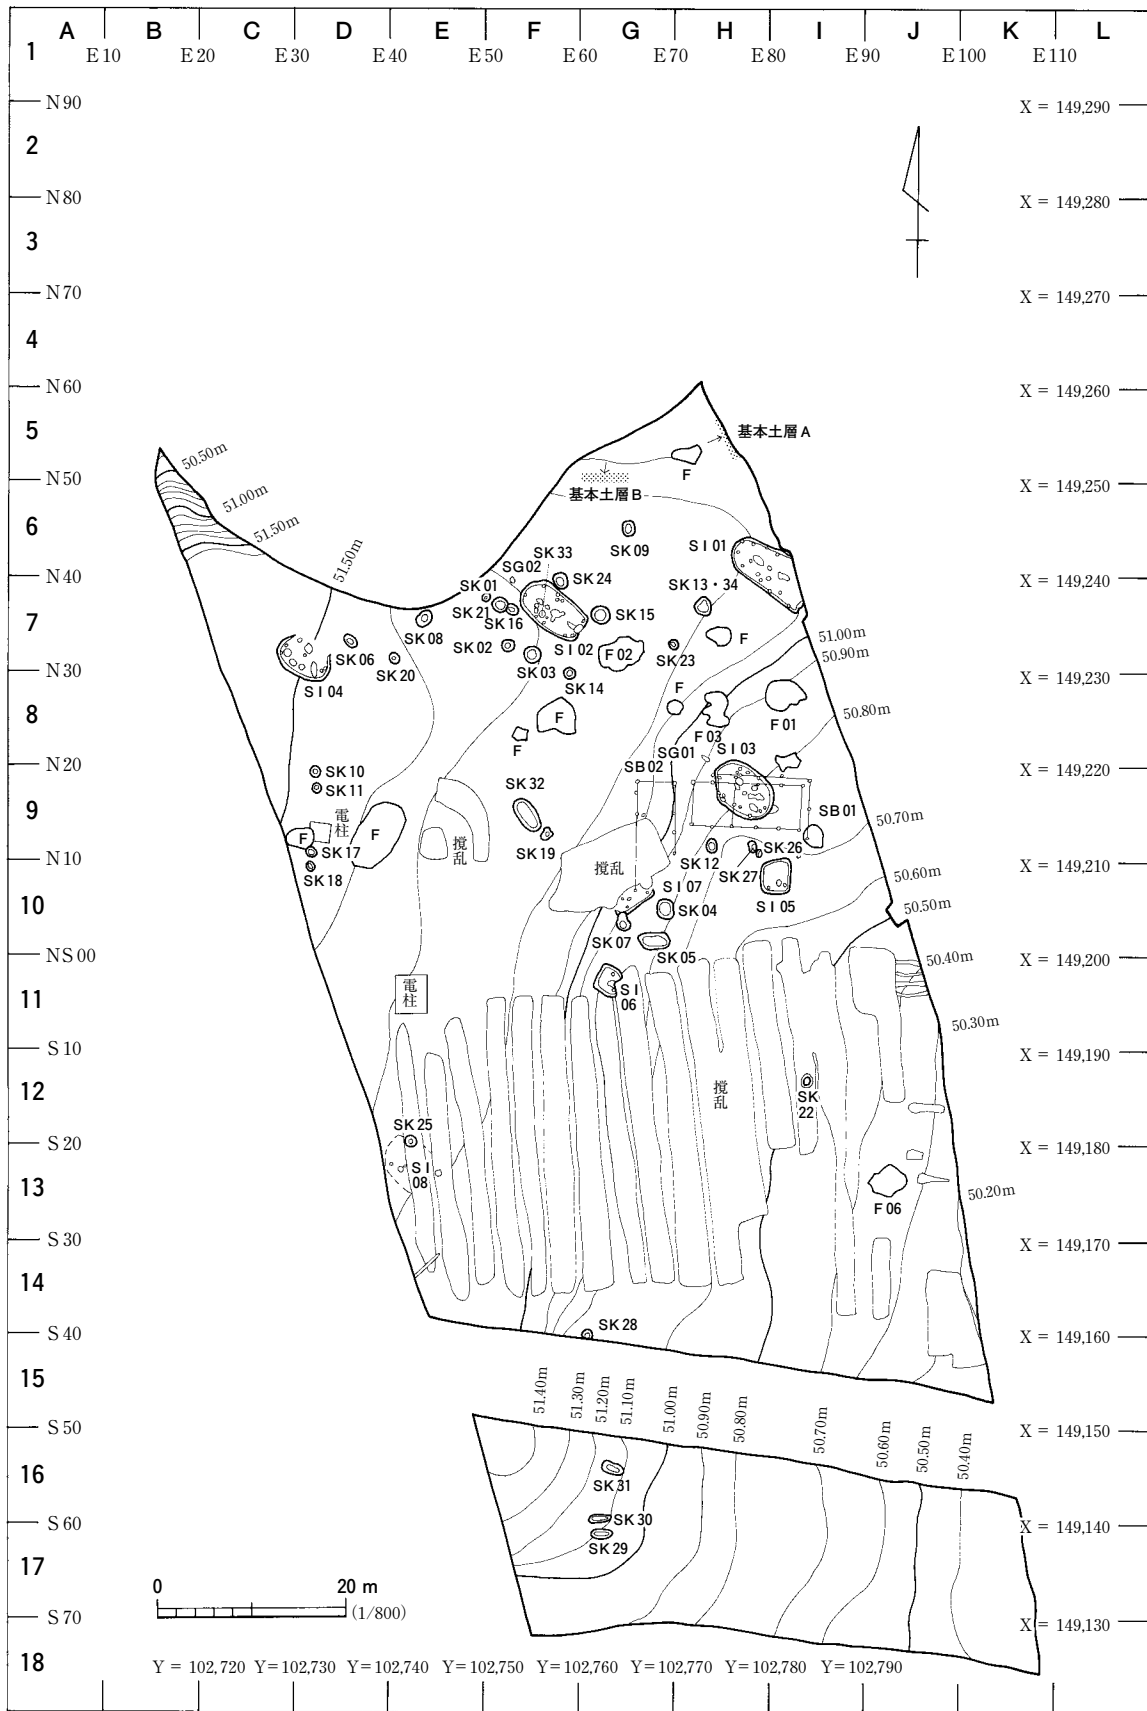 A B C D E F G H I J K L
1
E10 E20 E30 E40 E50 E60 E70 E80 E90 E100 E110
N90 X = 149,290
2
N80 X = 149,280
3
N70 X = 149,270
4
N60 X = 149,260
5
基本土層A
50.50m
F
N50 X = 149,250
基本土層B
51.00m
6
51.50m
SK09
SI01
SK33
51.50m
SG02
SK24
N40 X = 149,240
SK01
SK13・34
SK21
SK16
SK15
7
SK08
51.00m
F
SK06
SK02
SI02
F02
SK23
50.90m
SK20
SK03
N30 X = 149,230
SK14
SI04
F
8
F
F01
50.80m
F
F03
SG01
SI03
N20 X = 149,220
SB02
SK10
SK32
SK11
9
電柱
F
撹乱
SB01
50.70m
F
SK17
SK19
SK12
SK26
N10 X = 149,210
撹乱
SK27
SK18
SI07
50.60m
SI05
10
SK04
50.50m
SK07
SK05
NS00 X = 149,200
50.40m
電柱
SI
06
11
50.30m
S10 X = 149,190
12
撹乱
SK
22
SK25
S20 X = 149,180
SI
08
13
50.20m
F06
S30 X = 149,170
14
SK28
S40 X = 149,160
15
51.40m 51.30m 51.20m 51.10m 51.00m 50.90m 50.80m 50.70m 50.60m 50.50m 50.40m
S50 X = 149,150
16
SK31
S60 X = 149,140
SK30
SK29
17
0 20 m
(1/800)
S70 X = 149,130
18
Y = 102,720 Y=102,730 Y=102,740 Y=102,750 Y=102,760 Y=102,770 Y=102,780 Y=102,790